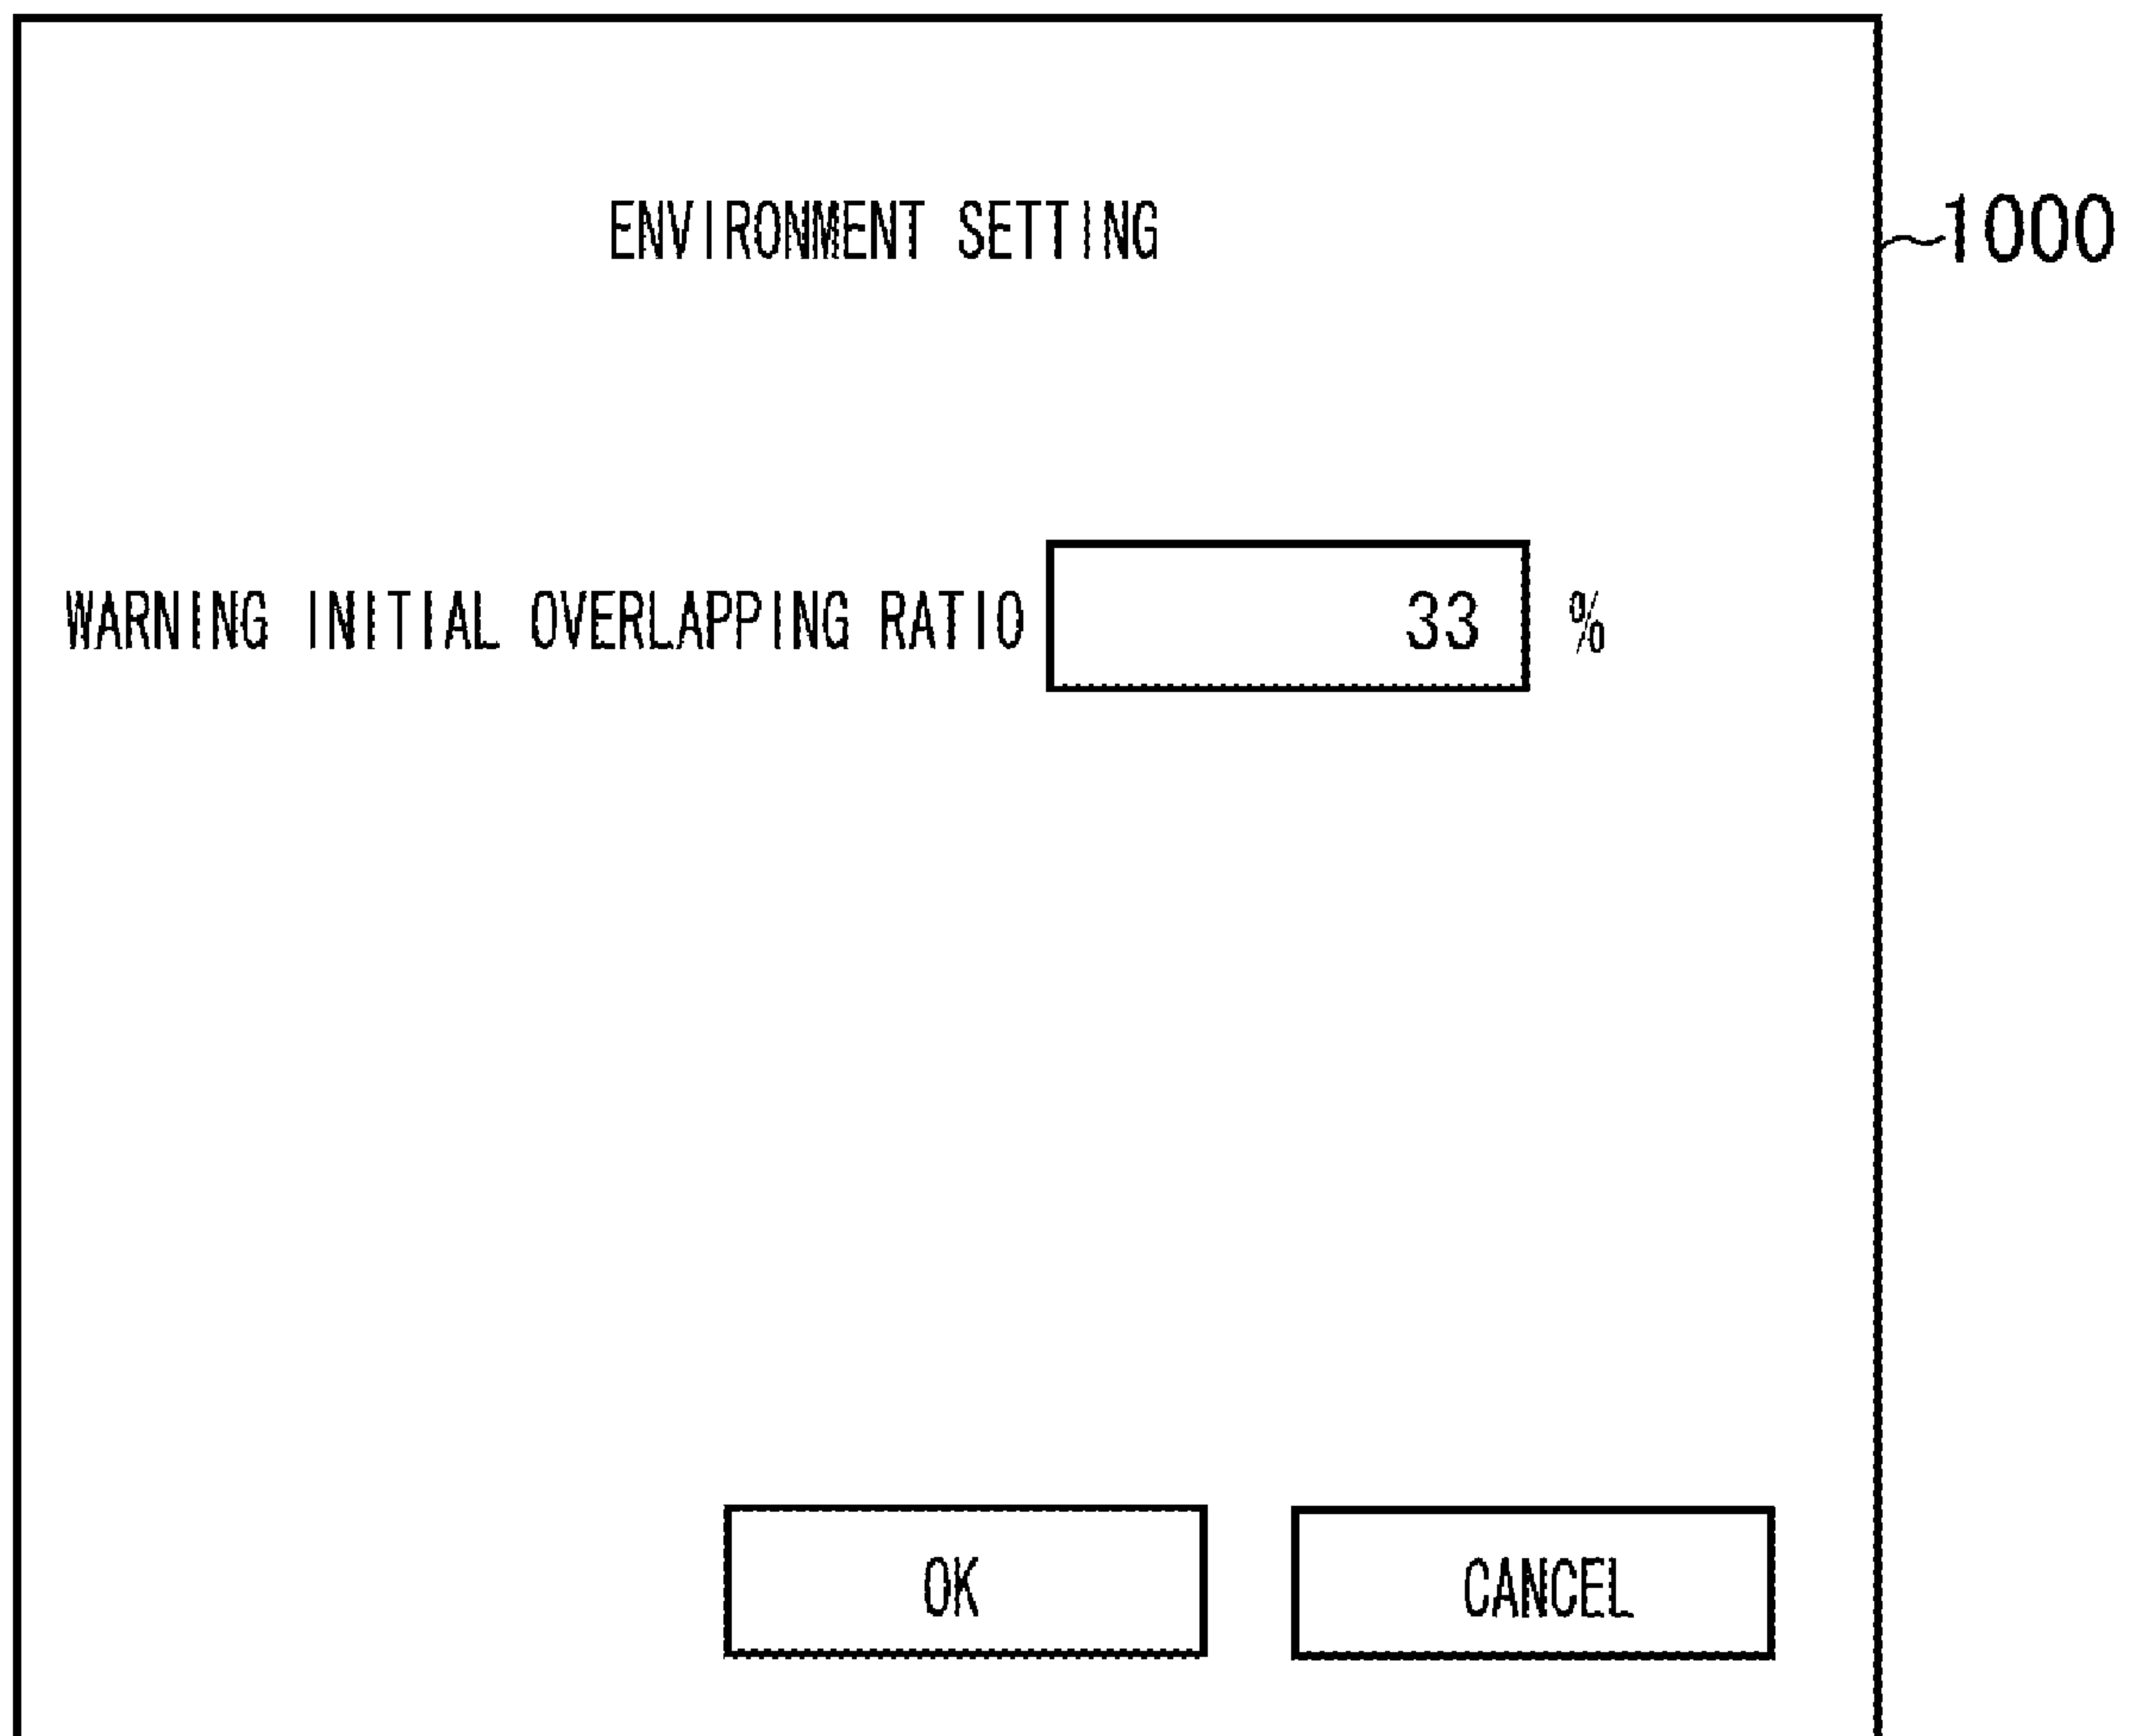 ENVIRONMENT SETTING
1000
WARNING INITIAL OVERLAPPING RATIO 33 %
OK CANCEL